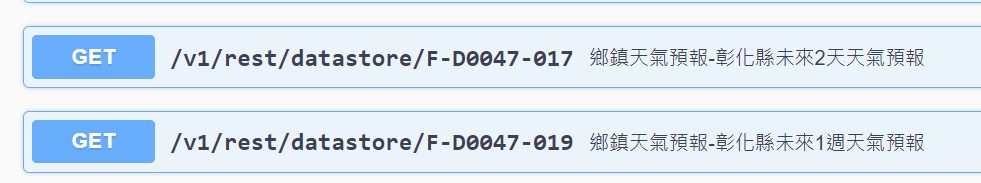 GET /v1/rest/datastore/F-D0047-017 鄉鎮天氣預報-彰化縣未來2天天氣預報
GET /v1/rest/datastore/F-D0047-019 鄉鎮天氣預報-彰化縣未來1週天氣預報